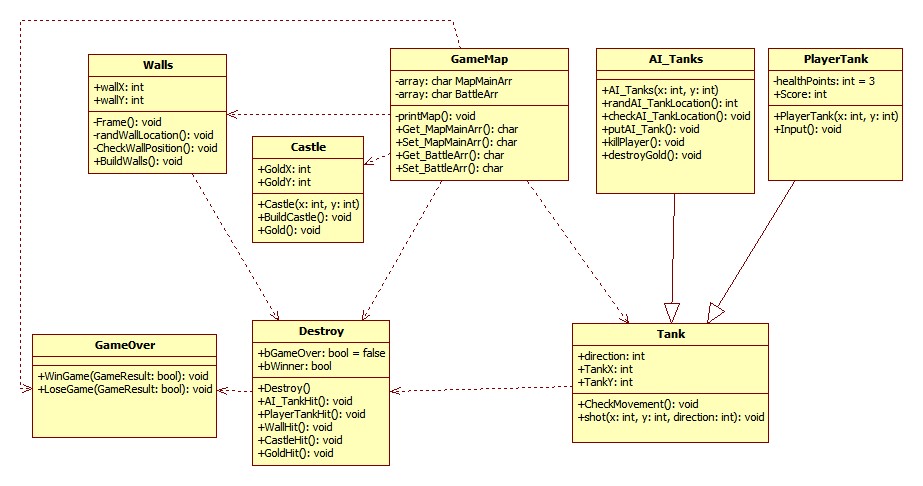 Walls
+wallX: int
+wallY: int
-Frame(): void
-randWallLocation(): void
-CheckWallPosition(): void
+BuildWalls(): void
GameMap
-array: char MapMainArr
-array: char BattleArr
-printMap(): void
+Get_MapMainArr(): char
+Set_MapMainArr(): char
+Get_BattleArr(): char
+Set_BattleArr(): char
AI_Tanks
+AI_Tanks(x: int, y: int)
+randAI_TankLocation(): int
+checkAI_TankLocation(): void
+putAI_Tank(): void
+killPlayer(): void
+destroyGold(): void
PlayerTank
-healthPoints: int = 3
+Score: int
+PlayerTank(x: int, y: int)
+Input(): void
Castle
+GoldX: int
+GoldY: int
+Castle(x: int, y: int)
+BuildCastle(): void
+Gold(): void
GameOver
+WinGame(GameResult: bool): void
+LoseGame(GameResult: bool): void
Destroy
+bGameOver: bool = false
+bWinner: bool
+Destroy()
+AI_TankHit(): void
+PlayerTankHit(): void
+WallHit(): void
+CastleHit(): void
+GoldHit(): void
Tank
+direction: int
+TankX: int
+TankY: int
+CheckMovement(): void
+shot(x: int, y: int, direction: int): void